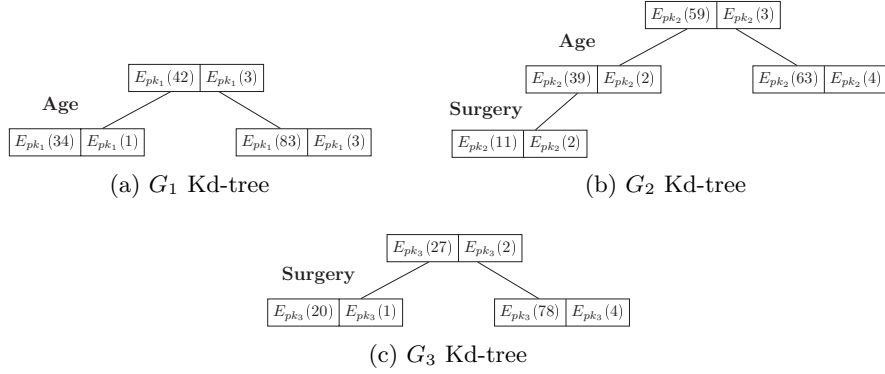 E_{pk_2}(59) E_{pk_2}(3)
Age
E_{pk_1}(42) E_{pk_1}(3)
E_{pk_2}(39) E_{pk_2}(2) E_{pk_2}(63) E_{pk_2}(4)
Age
Surgery
E_{pk_1}(34) E_{pk_1}(1) E_{pk_1}(83) E_{pk_1}(3)
E_{pk_2}(11) E_{pk_2}(2)
(a) G_1 Kd-tree
(b) G_2 Kd-tree
E_{pk_3}(27) E_{pk_3}(2)
Surgery
E_{pk_3}(20) E_{pk_3}(1) E_{pk_3}(78) E_{pk_3}(4)
(c) G_3 Kd-tree